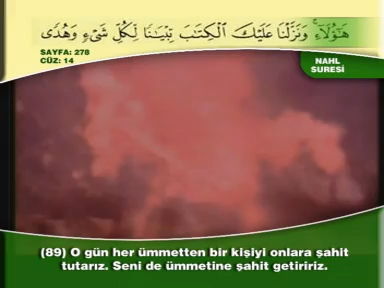 هَٰٓؤُلَآءِۚ وَنَزَّلْنَا عَلَيْكَ ٱلْكِتَٰبَ تِبْيَٰنًا لِّكُلِّ شَىْءٍ وَهُدًى
SAYFA: 278
CÜZ: 14
NAHL
SURESİ
(89) O gün her ümmetten bir kişiyi onlara şahit
tutarız. Seni de ümmetine şahit getiririz.